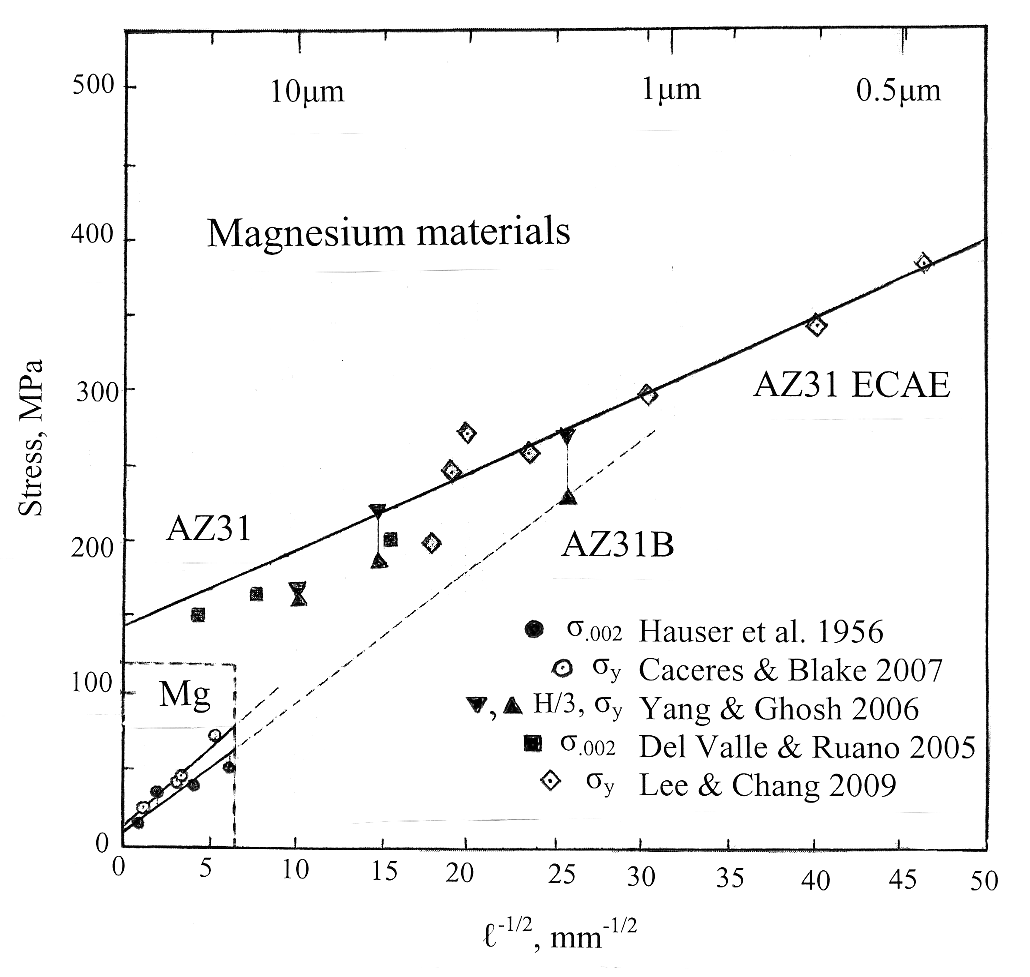 500
10μm
1μm
0.5μm
400
Magnesium materials
300
AZ31 ECAE
Stress, MPa
AZ31
200
AZ31B
σ.002 Hauser et al. 1956
σy Caceres & Blake 2007
100
Mg
, H/3, σy Yang & Ghosh 2006
σ.002 Del Valle & Ruano 2005
σy Lee & Chang 2009
0
0 5 10 15 20 25 30 35 40 45 50
ℓ-1/2, mm-1/2